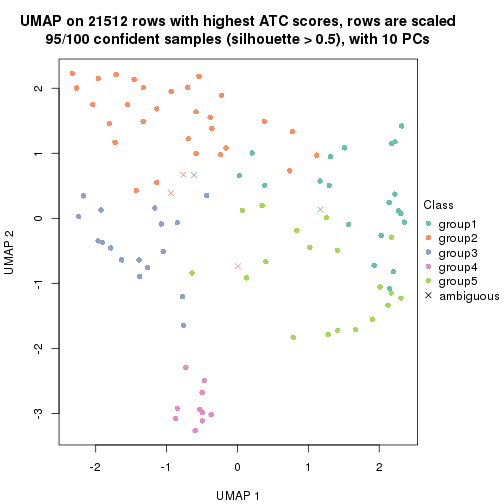 UMAP on 21512 rows with highest ATC scores, rows are scaled
95/100 confident samples (silhouette > 0.5), with 10 PCs
2
1
0
-1
-2
-3
UMAP 2
-2
-1
0
1
2
UMAP 1
Class
group1
group2
group3
group4
group5
ambiguous